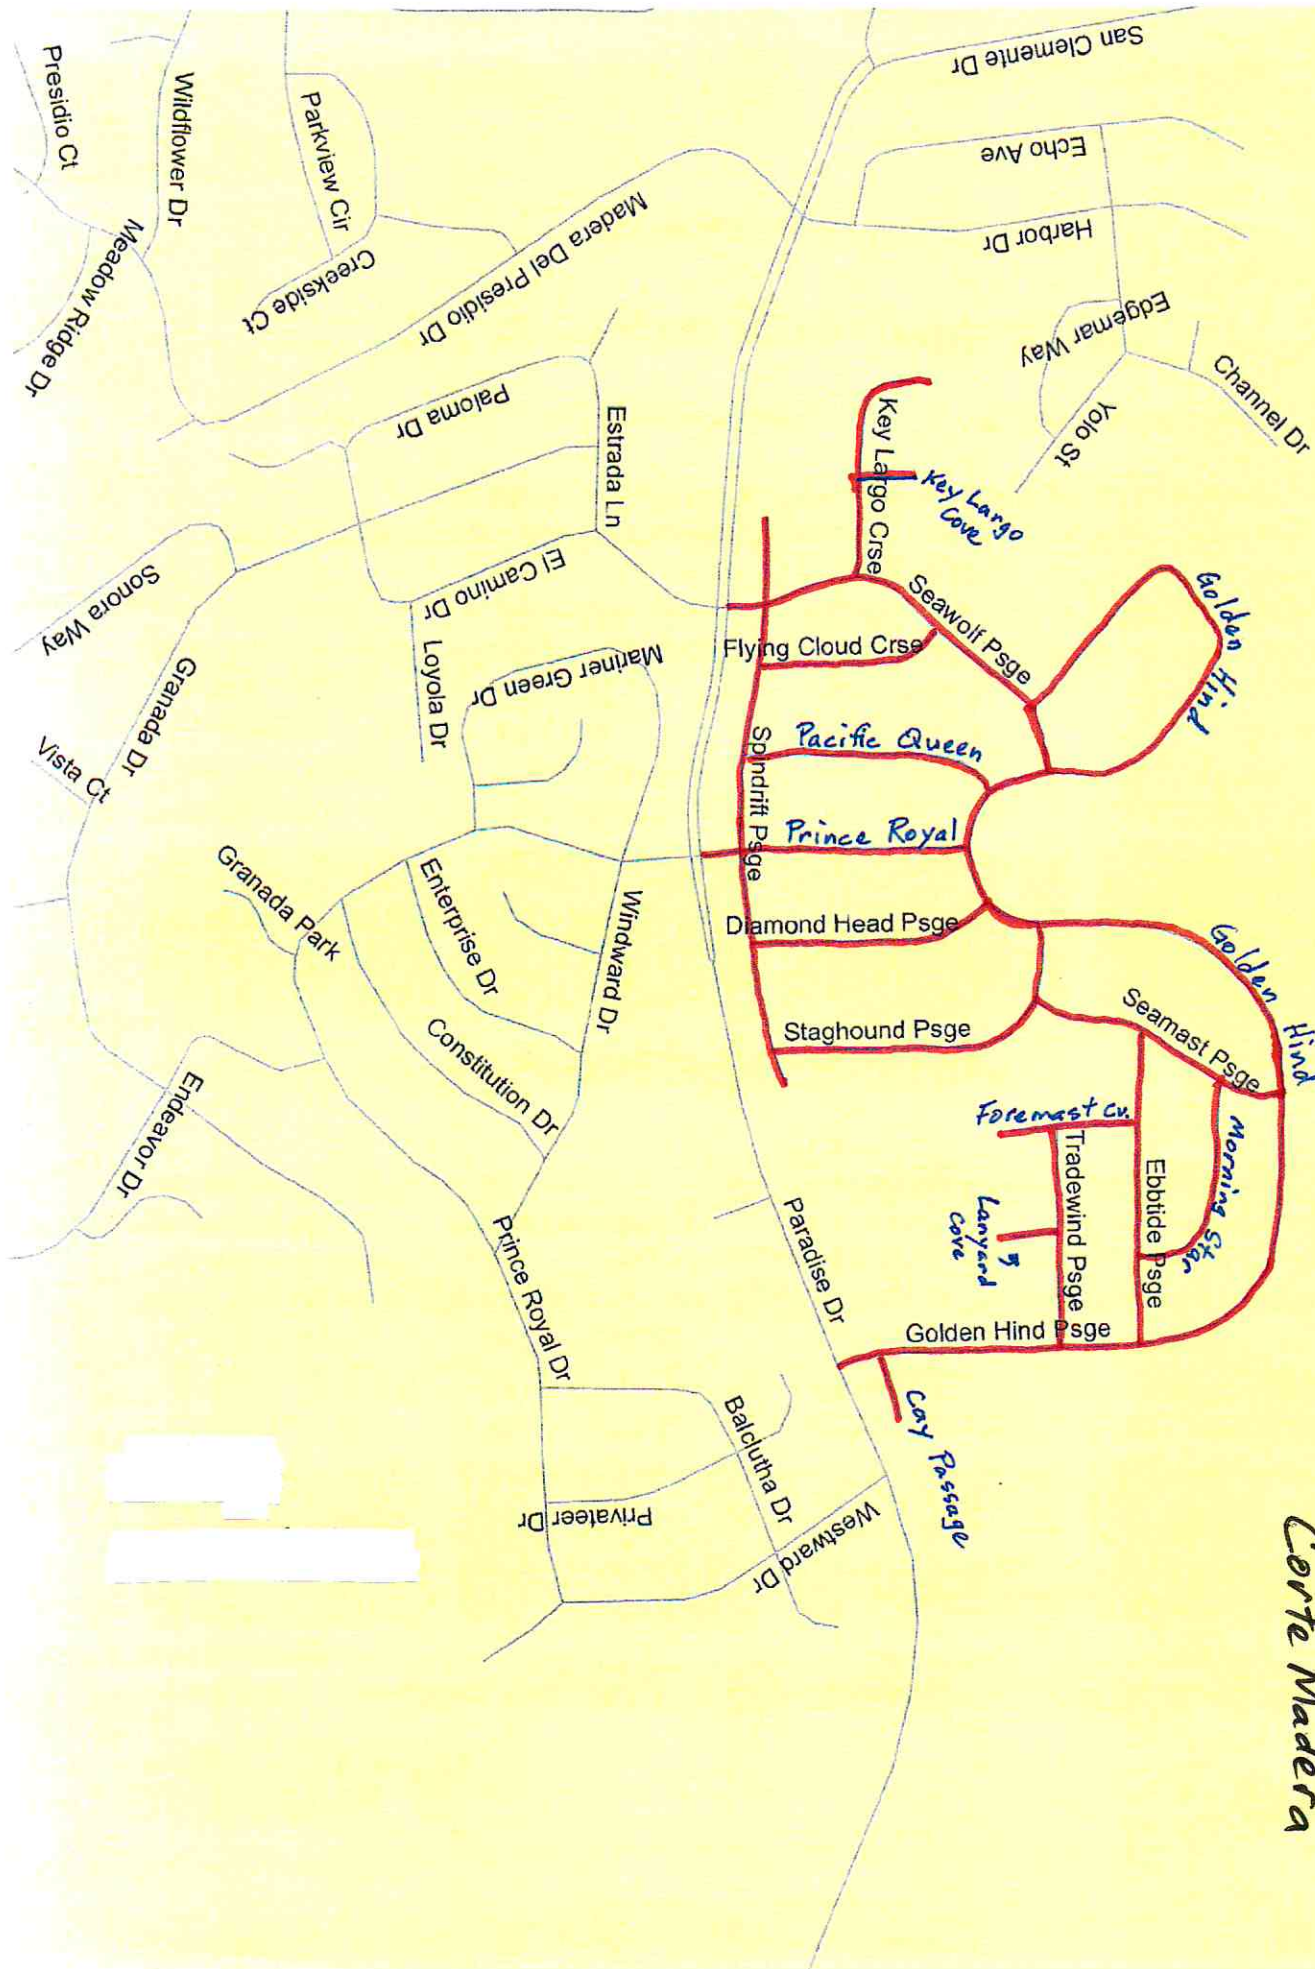 San Clemente Dr
Presidio Ct
Wildflower Dr
Parkview Cir
Echo Ave
Madera Del Presidio Dr
Harbor Dr
Meadow Ridge Dr
Creekside Ct
Edgemar Way
Channel Dr
Paloma Dr
Estrada Ln
Key Largo Crse
Yolo St
Key Largo
Cove
Sonora Way
El Camino Dr
Seawolf Psge
Golden Hind
Loyola Dr
Mariner Green Dr
Flying Cloud Crse
Granada Dr
Vista Ct
Spindrift Psge
Pacific Queen
Prince Royal
Granada Park
Enterprise Dr
Windward Dr
Diamond Head Psge
Golden Hind
Constitution Dr
Staghound Psge
Seamast Psge
Endeavor Dr
Foremast Cv.
Tradewind Psge
Ebbtide Psge
Morning Star
Lanyard
Cove
Prince Royal Dr
Paradise Dr
Golden Hind Psge
Balclutha Dr
Cay Passage
Privateer Dr
Westward Dr
Corte Madera